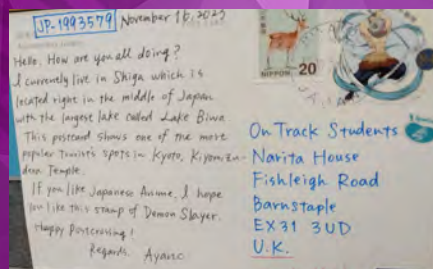 JP-1993579 November 16, 2023
Hello. How are you all doing?
I currently live in Shiga which is
located right in the middle of Japan
with the largest lake called Lake Biwa.
This postcard shows one of the more
popular Tourist's spots in Kyoto, Kiyomizu-
dera Temple.
If you like Japanese Anime, I hope
you like this stamp of Demon Slayer.
Happy Postcrossing!
Regards, Ayano
NIPPON 20
On Track Students
Narita House
Fishleigh Road
Barnstaple
EX31 3UD
U.K.